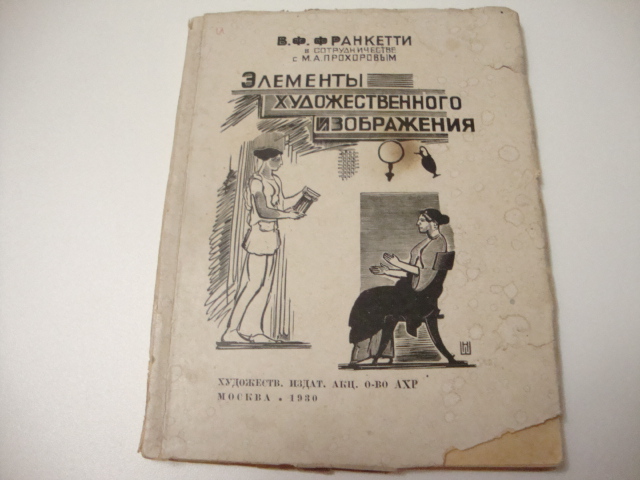 В. Ф. ФРАНКЕТТИ
в СОТРУДНИЧЕСТВЕ
с М.А.ПРОХОРОВЫМ
ЭЛЕМЕНТЫ
ХУДОЖЕСТВЕННОГО
ИЗОБРАЖЕНИЯ
ХУДОЖЕСТВ. ИЗДАТ. АКЦ. О-ВО АХР
МОСКВА . 1930